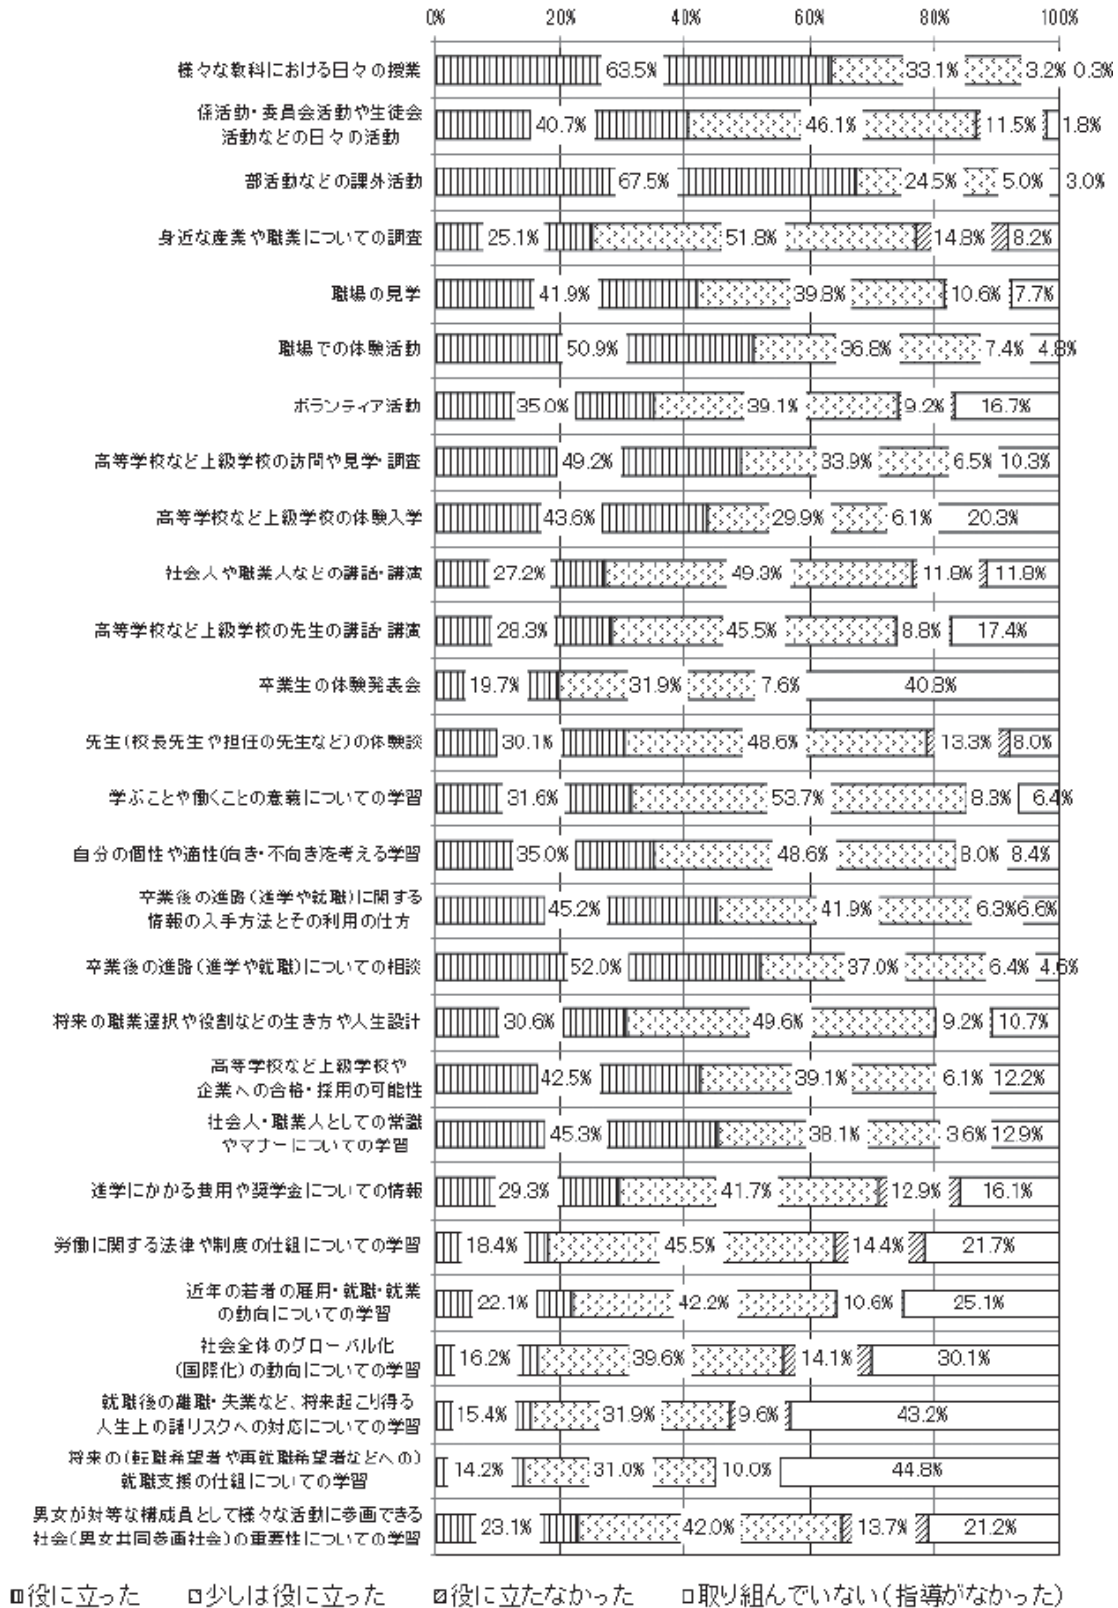 0% 20% 40% 60% 80% 100%
様々な教科における日々の授業 63.5% 33.1% 3.2% 0.3%
係活動・委員会活動や生徒会
活動などの日々の活動 40.7% 46.1% 11.5% 1.8%
部活動などの課外活動 67.5% 24.5% 5.0% 3.0%
身近な産業や職業についての調査 25.1% 51.8% 14.8% 8.2%
職場の見学 41.9% 39.8% 10.6% 7.7%
職場での体験活動 50.9% 36.8% 7.4% 4.8%
ボランティア活動 35.0% 39.1% 9.2% 16.7%
高等学校など上級学校の訪問や見学・調査 49.2% 33.9% 6.5% 10.3%
高等学校など上級学校の体験入学 43.6% 29.9% 6.1% 20.3%
社会人や職業人などの講話・講演 27.2% 49.3% 11.8% 11.8%
高等学校など上級学校の先生の講話・講演 28.3% 45.5% 8.8% 17.4%
卒業生の体験発表会 19.7% 31.9% 7.6% 40.8%
先生(校長先生や担任の先生など)の体験談 30.1% 48.6% 13.3% 8.0%
学ぶことや働くことの意義についての学習 31.6% 53.7% 8.3% 6.4%
自分の個性や適性(向き・不向き)を考える学習 35.0% 48.6% 8.0% 8.4%
卒業後の進路(進学や就職)に関する
情報の入手方法とその利用の仕方 45.2% 41.9% 6.3% 6.6%
卒業後の進路(進学や就職)についての相談 52.0% 37.0% 6.4% 4.6%
将来の職業選択や役割などの生き方や人生設計 30.6% 49.6% 9.2% 10.7%
高等学校など上級学校や
企業への合格・採用の可能性 42.5% 39.1% 6.1% 12.2%
社会人・職業人としての常識
やマナーについての学習 45.3% 38.1% 3.6% 12.9%
進学にかかる費用や奨学金についての情報 29.3% 41.7% 12.9% 16.1%
労働に関する法律や制度の仕組についての学習 18.4% 45.5% 14.4% 21.7%
近年の若者の雇用・就職・就業
の動向についての学習 22.1% 42.2% 10.6% 25.1%
社会全体のグローバル化
(国際化)の動向についての学習 16.2% 39.6% 14.1% 30.1%
就職後の離職・失業など、将来起こり得る
人生上の諸リスクへの対応についての学習 15.4% 31.9% 9.6% 43.2%
将来の(転職希望者や再就職希望者などへの)
就職支援の仕組についての学習 14.2% 31.0% 10.0% 44.8%
男女が対等な構成員として様々な活動に参画できる
社会(男女共同参画社会)の重要性についての学習 23.1% 42.0% 13.7% 21.2%
役に立った 少しは役に立った 役に立たなかった 取り組んでいない(指導がなかった)